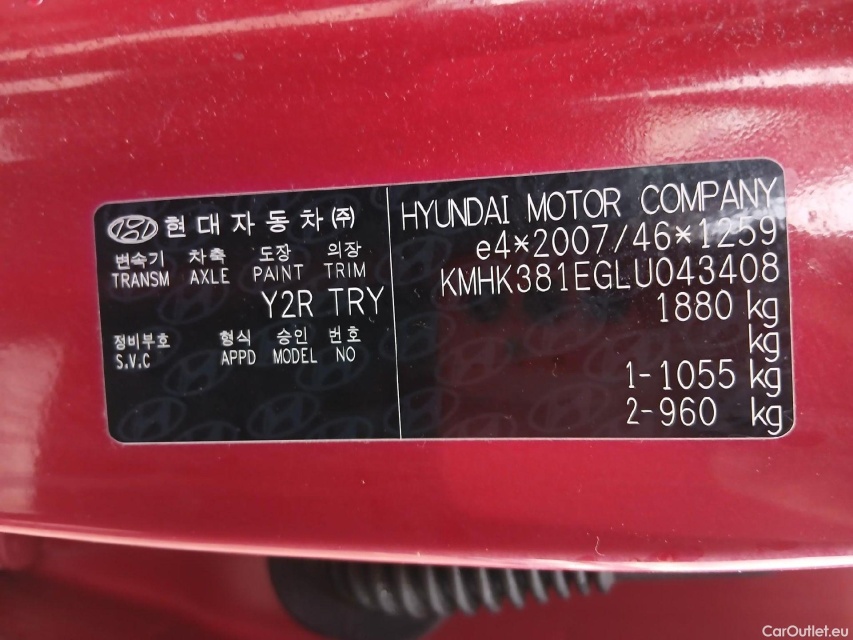 현대자동차(주)
변속기 차축 도장 의장
TRANSM AXLE PAINT TRIM
Y2R TRY
정비부호 형식 승인 번호
S.V.C APPD MODEL NO
HYUNDAI MOTOR COMPANY
e4*2007/46*1259
KMHK381EGLU043408
1880 kg
kg
1-1055 kg
2-960 kg
CarOutlet.eu